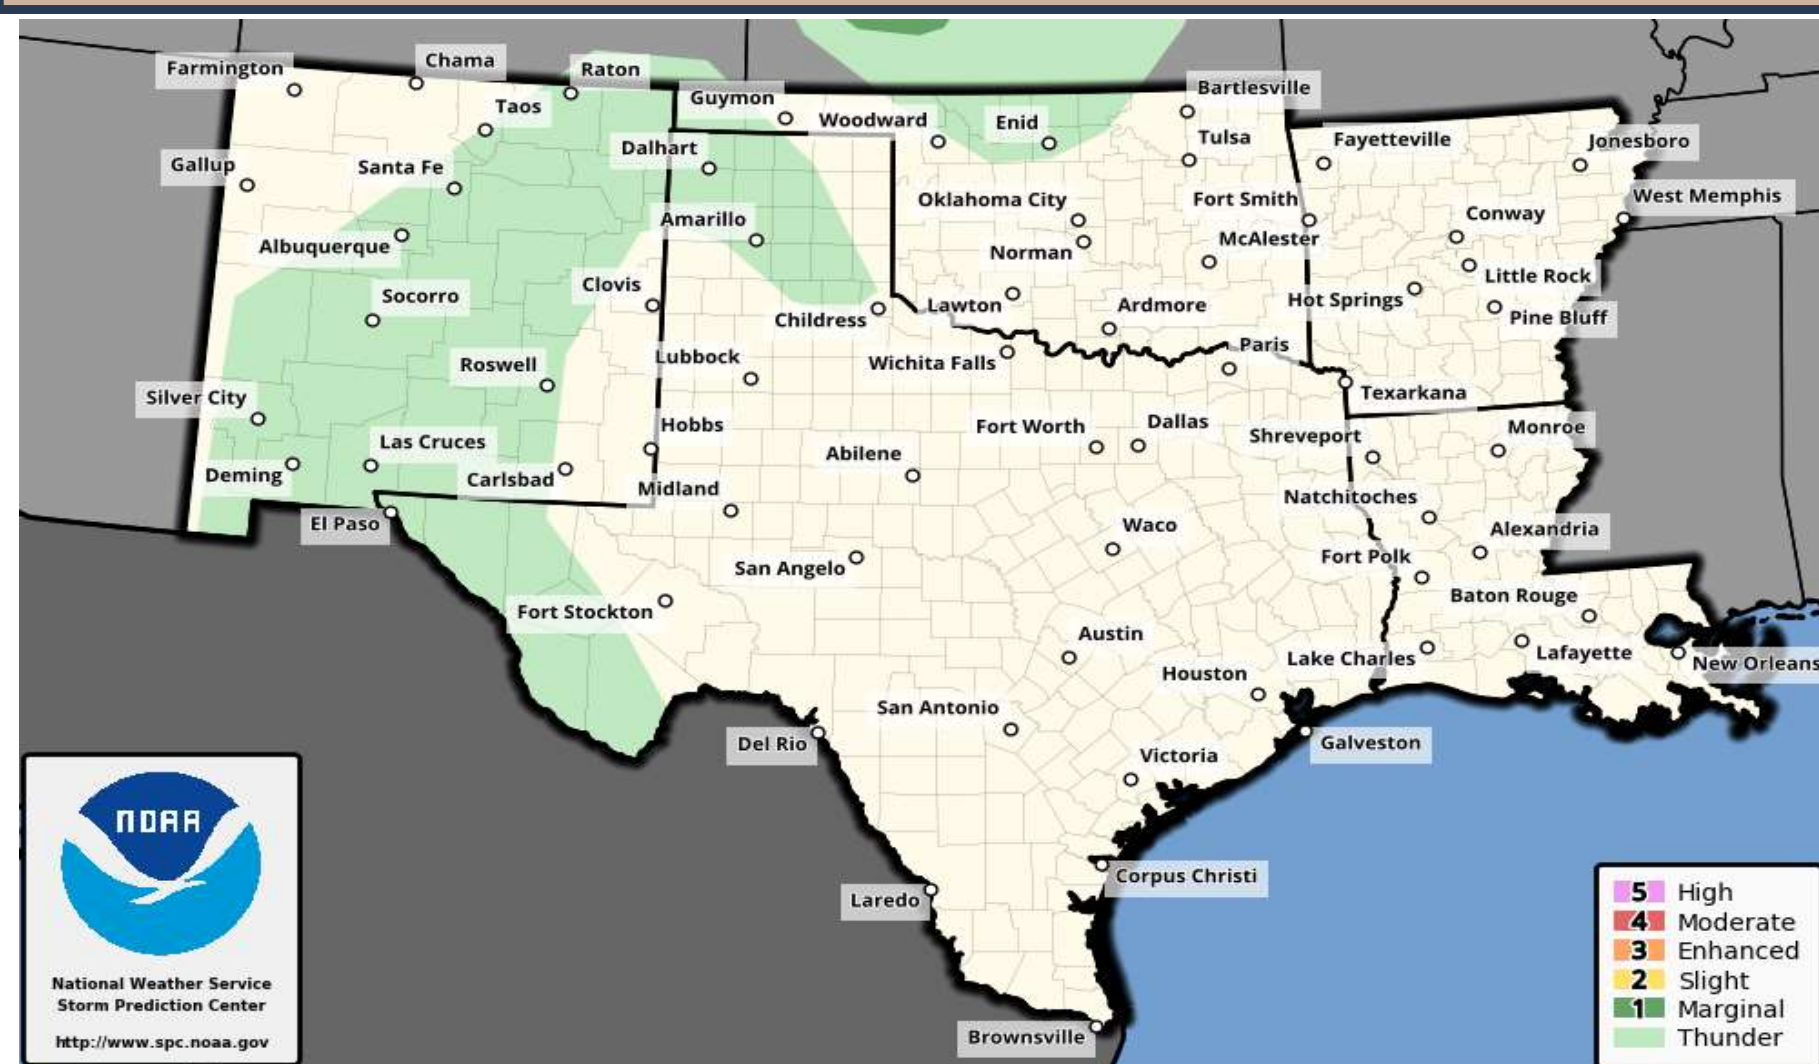 Farmington
Chama
Raton
Taos
Guymon
Woodward
Enid
Bartlesville
Tulsa
Fayetteville
Jonesboro
Gallup
Santa Fe
Dalhart
Oklahoma City
Fort Smith
West Memphis
Conway
Albuquerque
Amarillo
Norman
McAlester
Little Rock
Socorro
Clovis
Childress
Lawton
Ardmore
Hot Springs
Pine Bluff
Roswell
Lubbock
Wichita Falls
Paris
Texarkana
Silver City
Hobbs
Fort Worth
Dallas
Shreveport
Monroe
Las Cruces
Deming
Carlsbad
Midland
Abilene
Natchitoches
El Paso
Waco
Alexandria
San Angelo
Fort Polk
Fort Stockton
Baton Rouge
Austin
Lake Charles
Lafayette
New Orleans
Houston
San Antonio
Del Rio
Galveston
Victoria
Corpus Christi
Laredo
Brownsville
NOAA
National Weather Service
Storm Prediction Center
http://www.spc.noaa.gov
5 High
4 Moderate
3 Enhanced
2 Slight
1 Marginal
Thunder